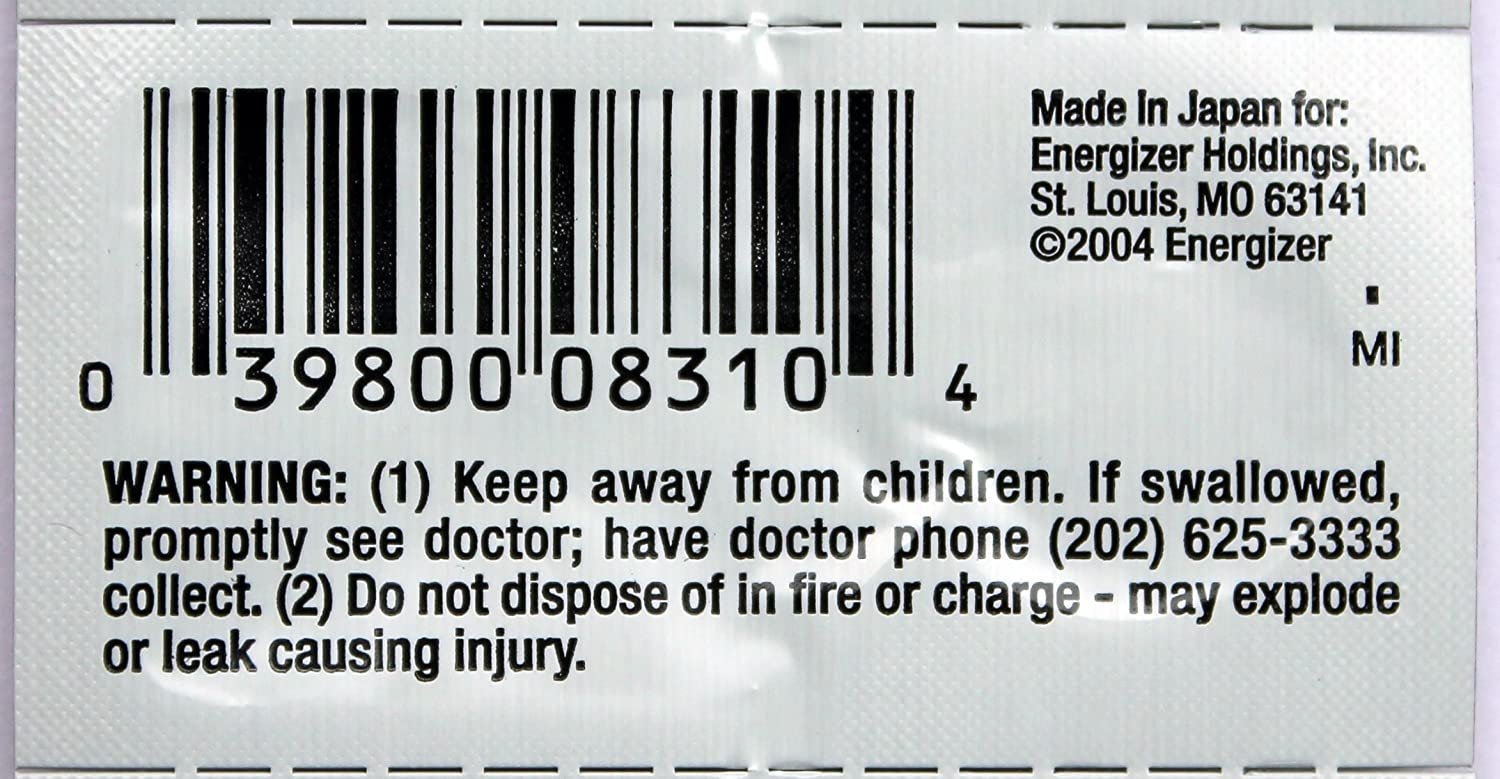 Made In Japan for:
Energizer Holdings, Inc.
St. Louis, MO 63141
©2004 Energizer
MI
0 39800 08310 4
WARNING: (1) Keep away from children. If swallowed,
promptly see doctor; have doctor phone (202) 625-3333
collect. (2) Do not dispose of in fire or charge - may explode
or leak causing injury.